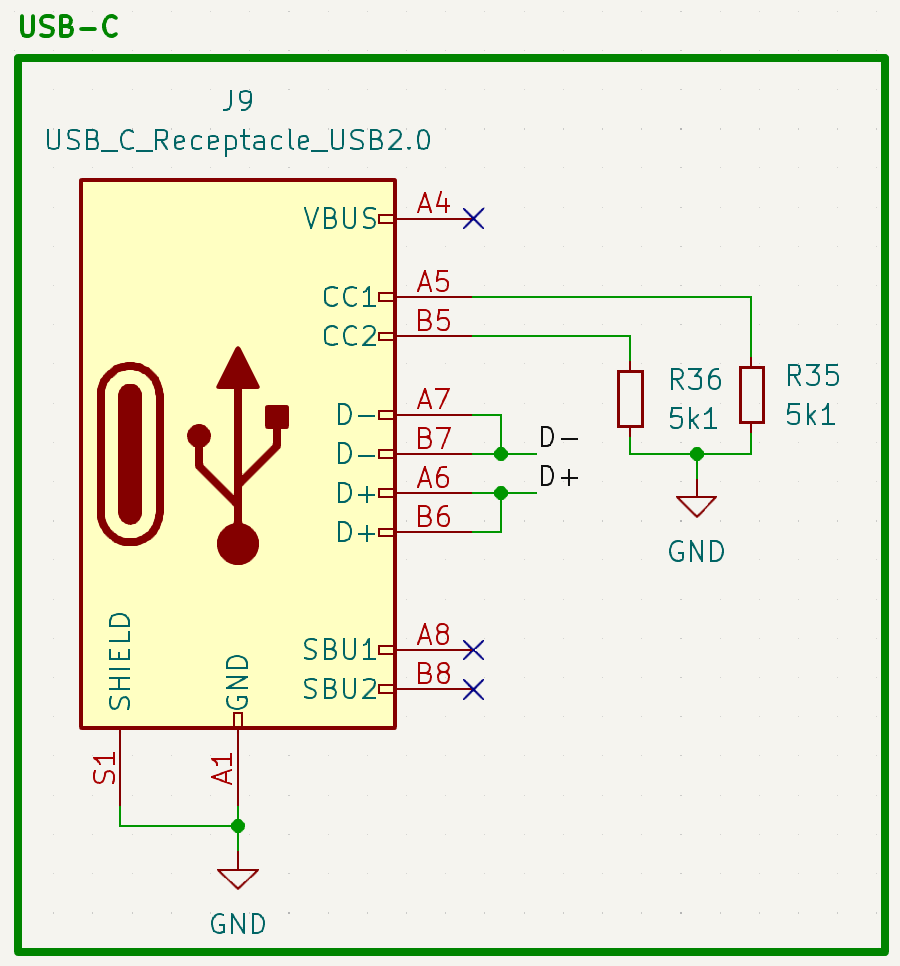 USB-C
J9
USB_C_Receptacle_USB2.0
VBUS A4
CC1 A5
CC2 B5
R36
5k1
R35
5k1
D- A7
D- B7
D-
D+ A6
D+
D+ B6
GND
SBU1 A8
SBU2 B8
SHIELD
GND
S1
A1
GND